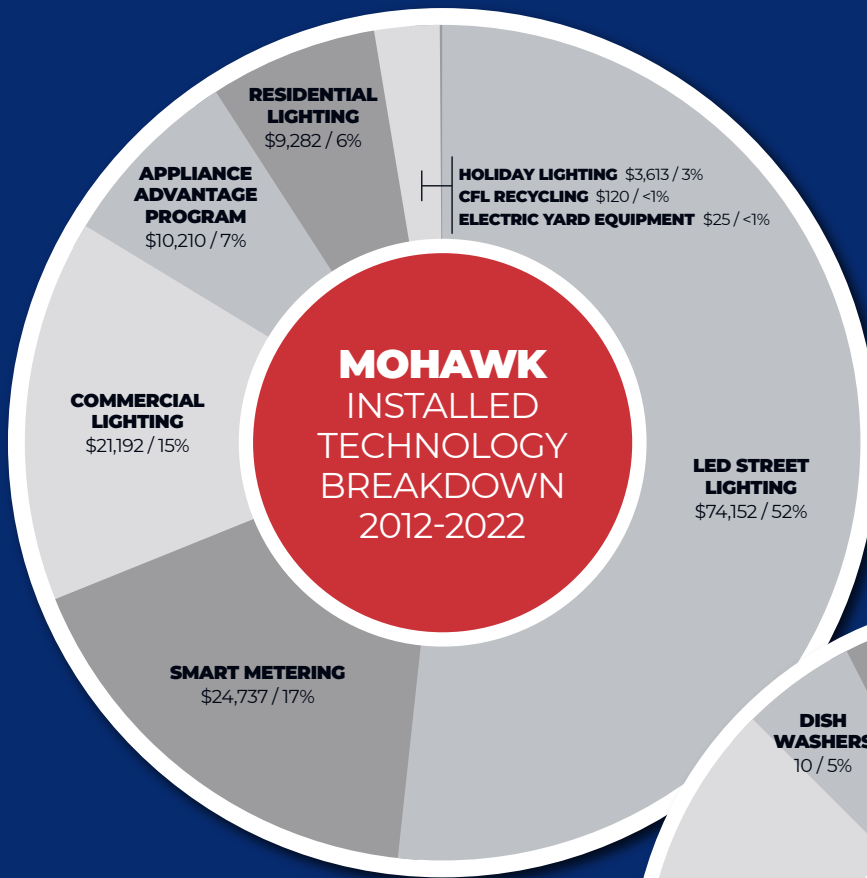 RESIDENTIAL
LIGHTING
$9,282 / 6%
APPLIANCE
ADVANTAGE
PROGRAM
$10,210 / 7%
HOLIDAY LIGHTING $3,613 / 3%
CFL RECYCLING $120 / <1%
ELECTRIC YARD EQUIPMENT $25 / <1%
MOHAWK
INSTALLED
TECHNOLOGY
BREAKDOWN
2012-2022
COMMERCIAL
LIGHTING
$21,192 / 15%
LED STREET
LIGHTING
$74,152 / 52%
SMART METERING
$24,737 / 17%
DISH
WASHERS
10 / 5%